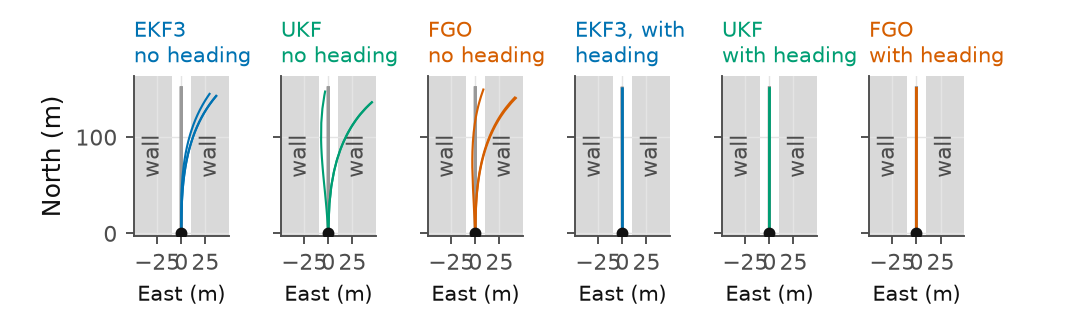 EKF3
no heading
UKF
no heading
FGO
no heading
EKF3, with
heading
UKF
with heading
FGO
with heading
North (m)
100
0
wall
wall
wall
wall
wall
wall
wall
wall
wall
wall
wall
wall
−25 0 25
−25 0 25
−25 0 25
−25 0 25
−25 0 25
−25 0 25
East (m)
East (m)
East (m)
East (m)
East (m)
East (m)